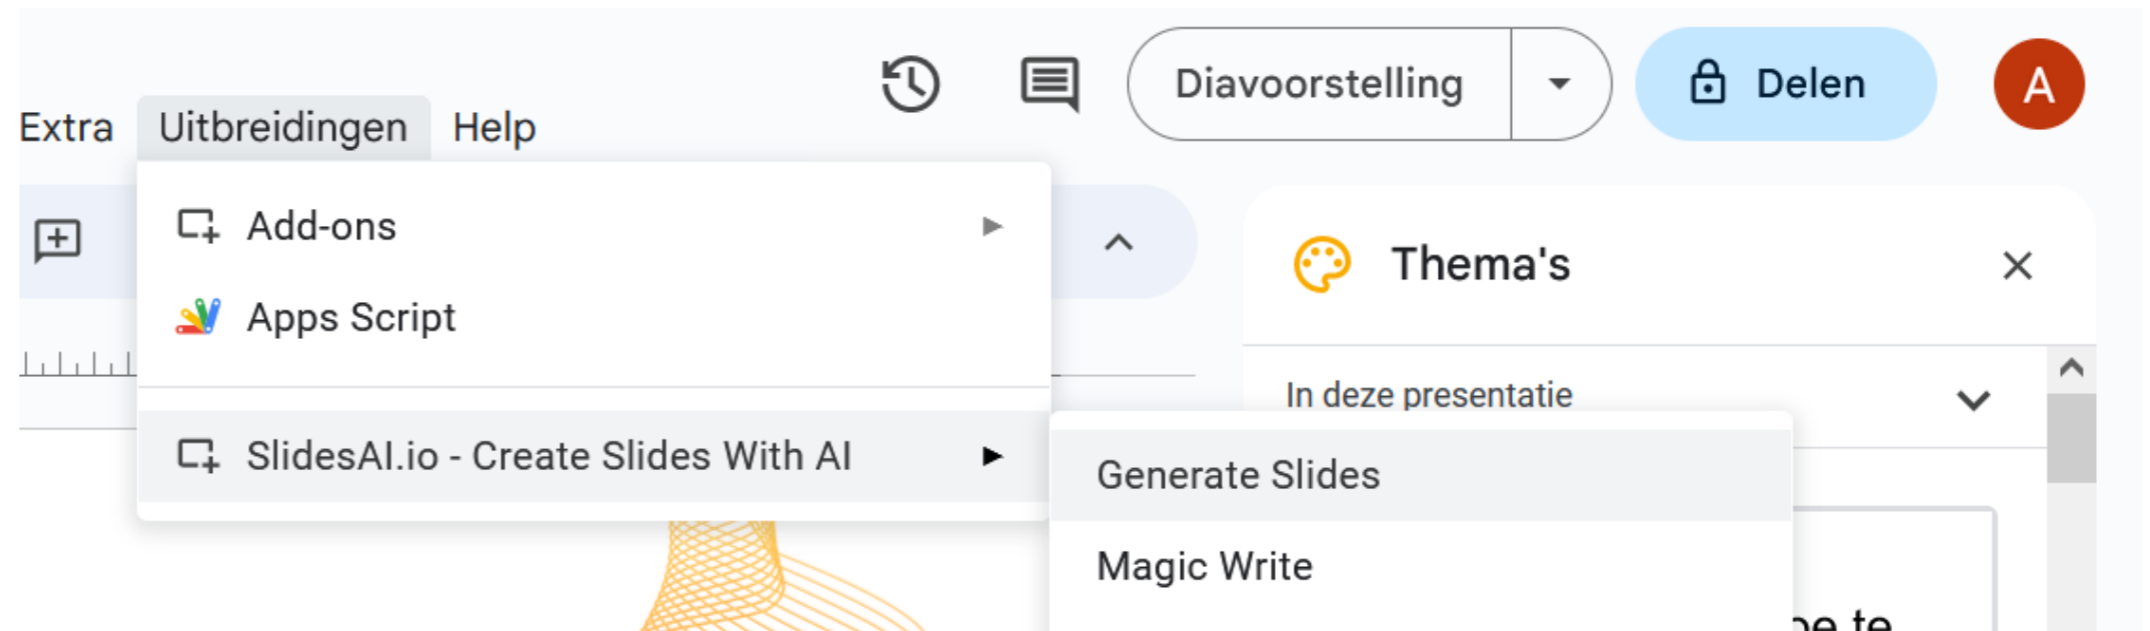 Diavoorstelling
Delen
A
Extra Uitbreidingen Help
Add-ons
Thema's
Apps Script
In deze presentatie
SlidesAI.io - Create Slides With AI
Generate Slides
Magic Write
te